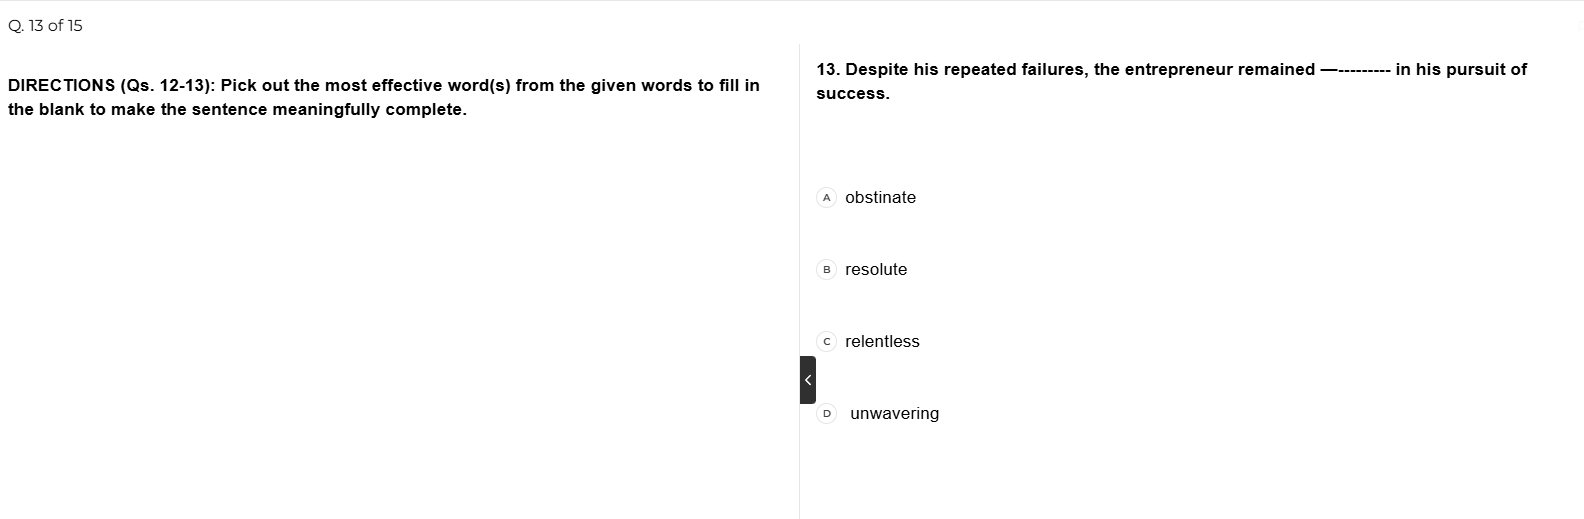 Q. 13 of 15
DIRECTIONS (Qs. 12-13): Pick out the most effective word(s) from the given words to fill in
the blank to make the sentence meaningfully complete.
13. Despite his repeated failures, the entrepreneur remained —--------- in his pursuit of
success.
A obstinate
B resolute
C relentless
D unwavering